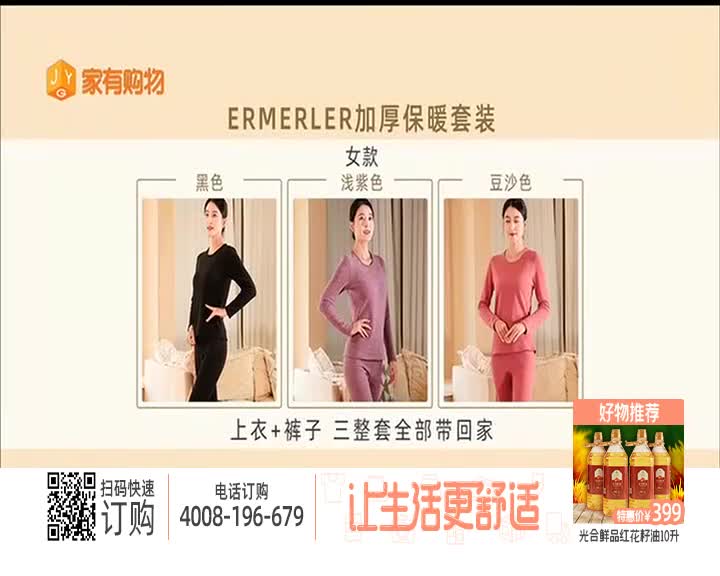 JYG 家有购物
ERMERLER加厚保暖套装
女款
黑色 浅紫色 豆沙色
上衣+裤子 三整套全部带回家
好物推荐
特惠价¥399
光合鲜品红花籽油10升
扫码快速
订购
电话订购
4008-196-679
让生活更舒适